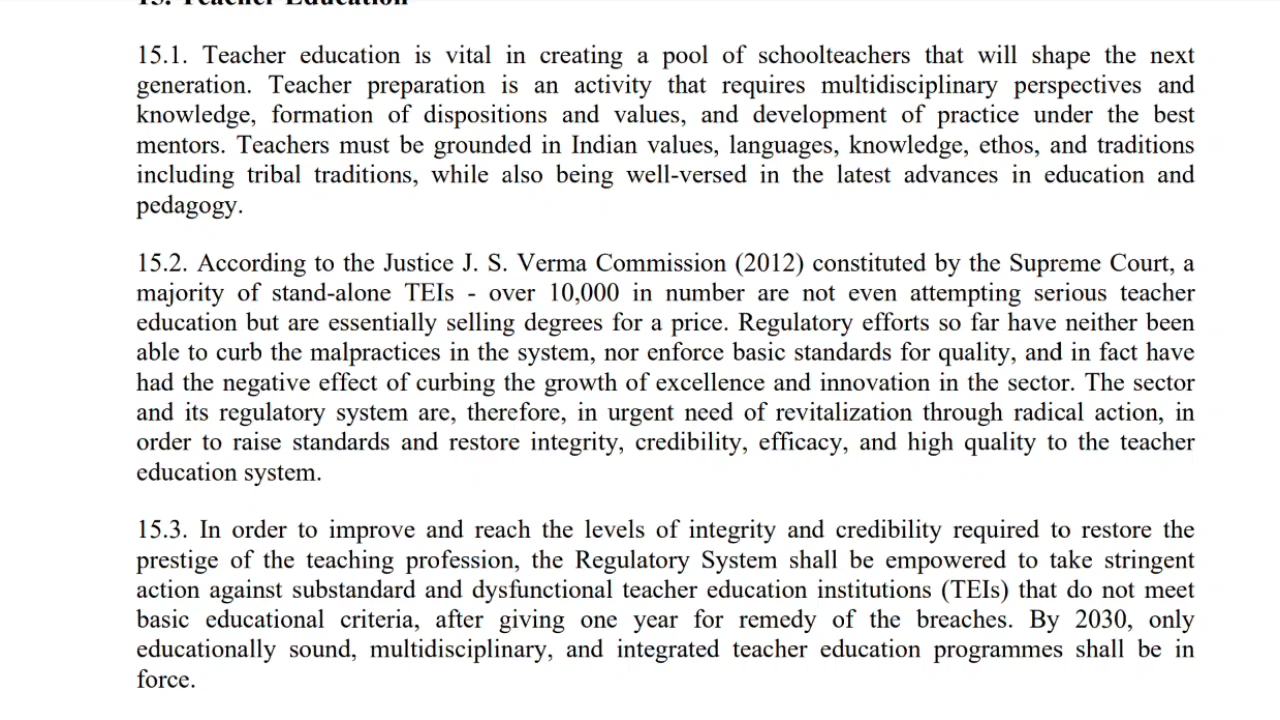 15. Teacher Education
15.1. Teacher education is vital in creating a pool of schoolteachers that will shape the next
generation. Teacher preparation is an activity that requires multidisciplinary perspectives and
knowledge, formation of dispositions and values, and development of practice under the best
mentors. Teachers must be grounded in Indian values, languages, knowledge, ethos, and traditions
including tribal traditions, while also being well-versed in the latest advances in education and
pedagogy.
15.2. According to the Justice J. S. Verma Commission (2012) constituted by the Supreme Court, a
majority of stand-alone TEIs - over 10,000 in number are not even attempting serious teacher
education but are essentially selling degrees for a price. Regulatory efforts so far have neither been
able to curb the malpractices in the system, nor enforce basic standards for quality, and in fact have
had the negative effect of curbing the growth of excellence and innovation in the sector. The sector
and its regulatory system are, therefore, in urgent need of revitalization through radical action, in
order to raise standards and restore integrity, credibility, efficacy, and high quality to the teacher
education system.
15.3. In order to improve and reach the levels of integrity and credibility required to restore the
prestige of the teaching profession, the Regulatory System shall be empowered to take stringent
action against substandard and dysfunctional teacher education institutions (TEIs) that do not meet
basic educational criteria, after giving one year for remedy of the breaches. By 2030, only
educationally sound, multidisciplinary, and integrated teacher education programmes shall be in
force.